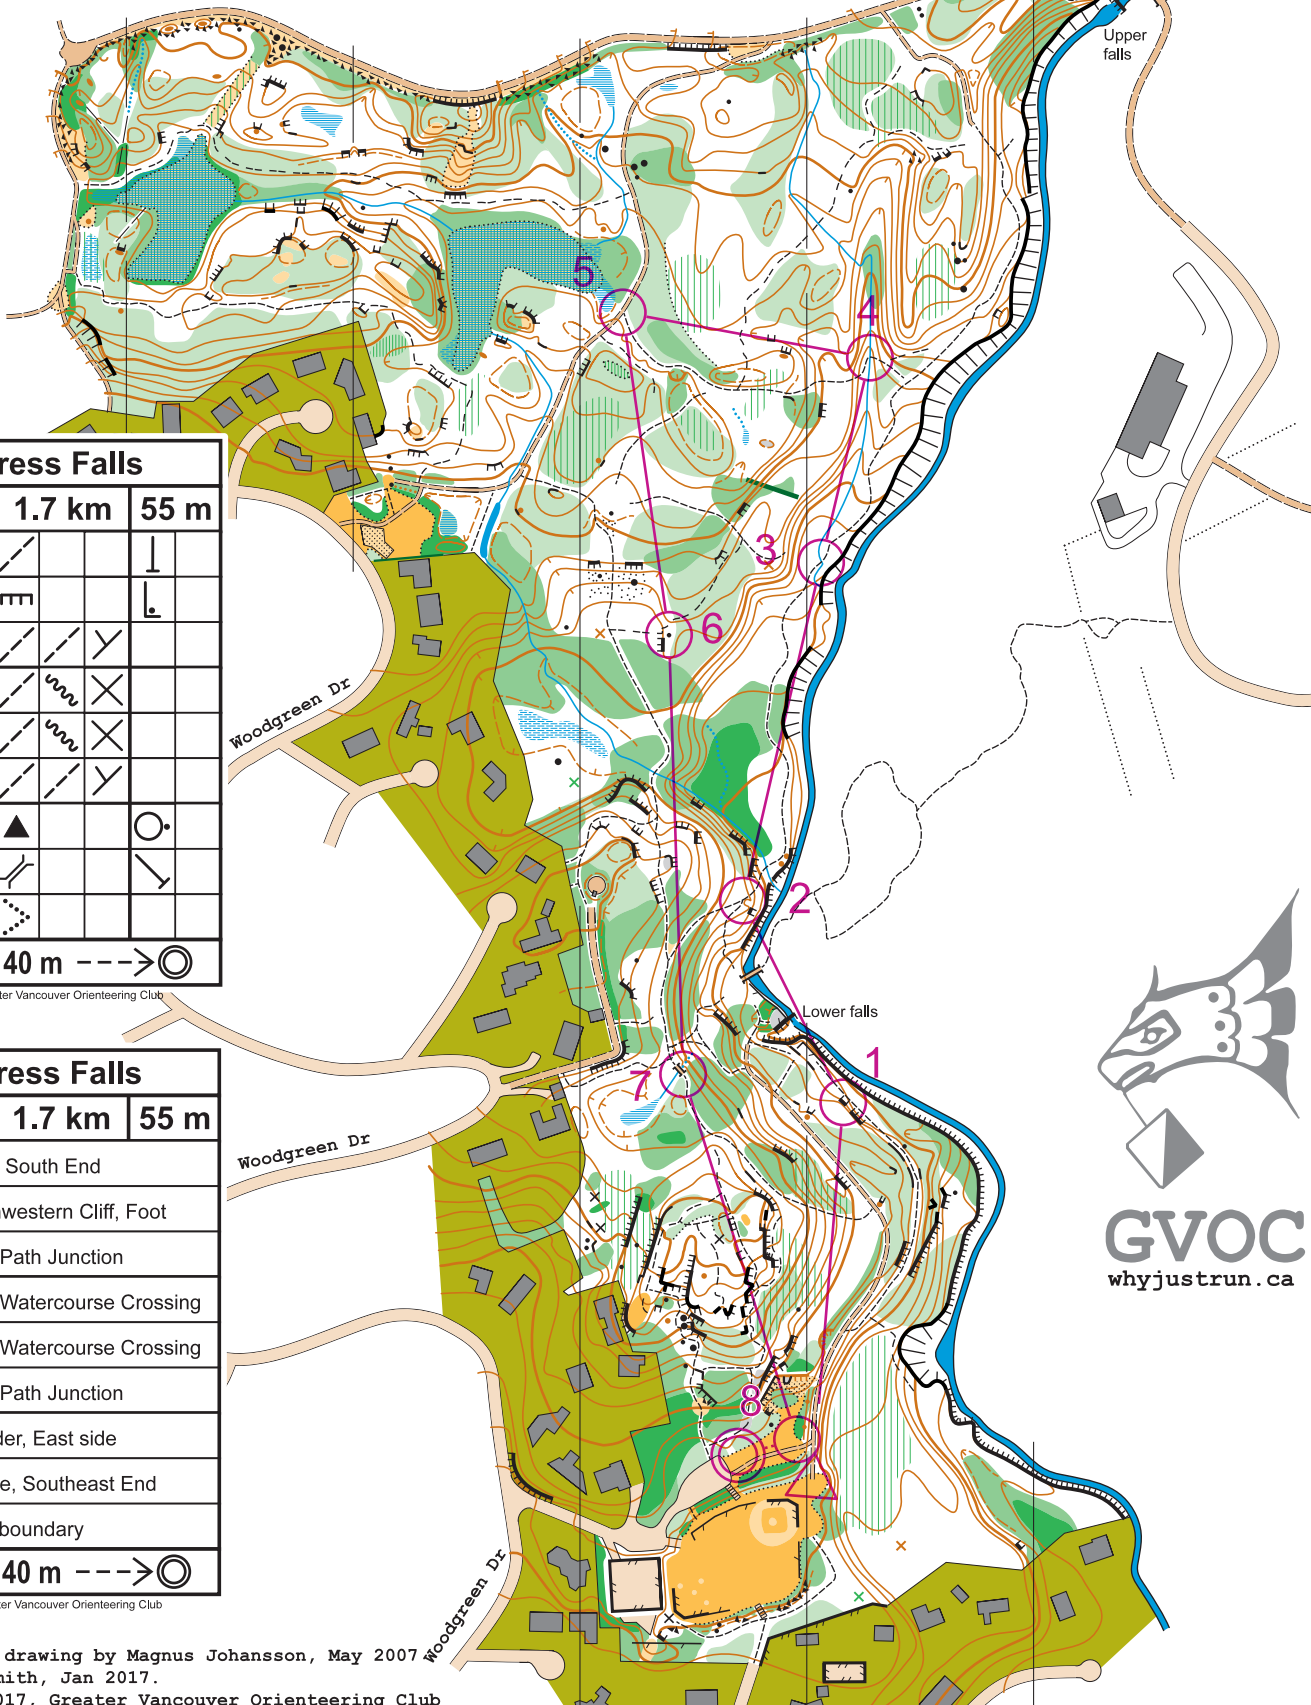 Upper
falls
5
4
ress Falls
1.7 km 55 m
3
6
Woodgreen Dr
2
40 m
ter Vancouver Orienteering Club
Lower falls
ress Falls
1
7
1.7 km 55 m
Woodgreen Dr
South End
western Cliff, Foot
Path Junction
GVOC
whyjustrun.ca
Watercourse Crossing
Watercourse Crossing
Path Junction
8
der, East side
e, Southeast End
boundary
40 m
ter Vancouver Orienteering Club
Woodgreen Dr
drawing by Magnus Johansson, May 2007
mith, Jan 2017.
017, Greater Vancouver Orienteering Club